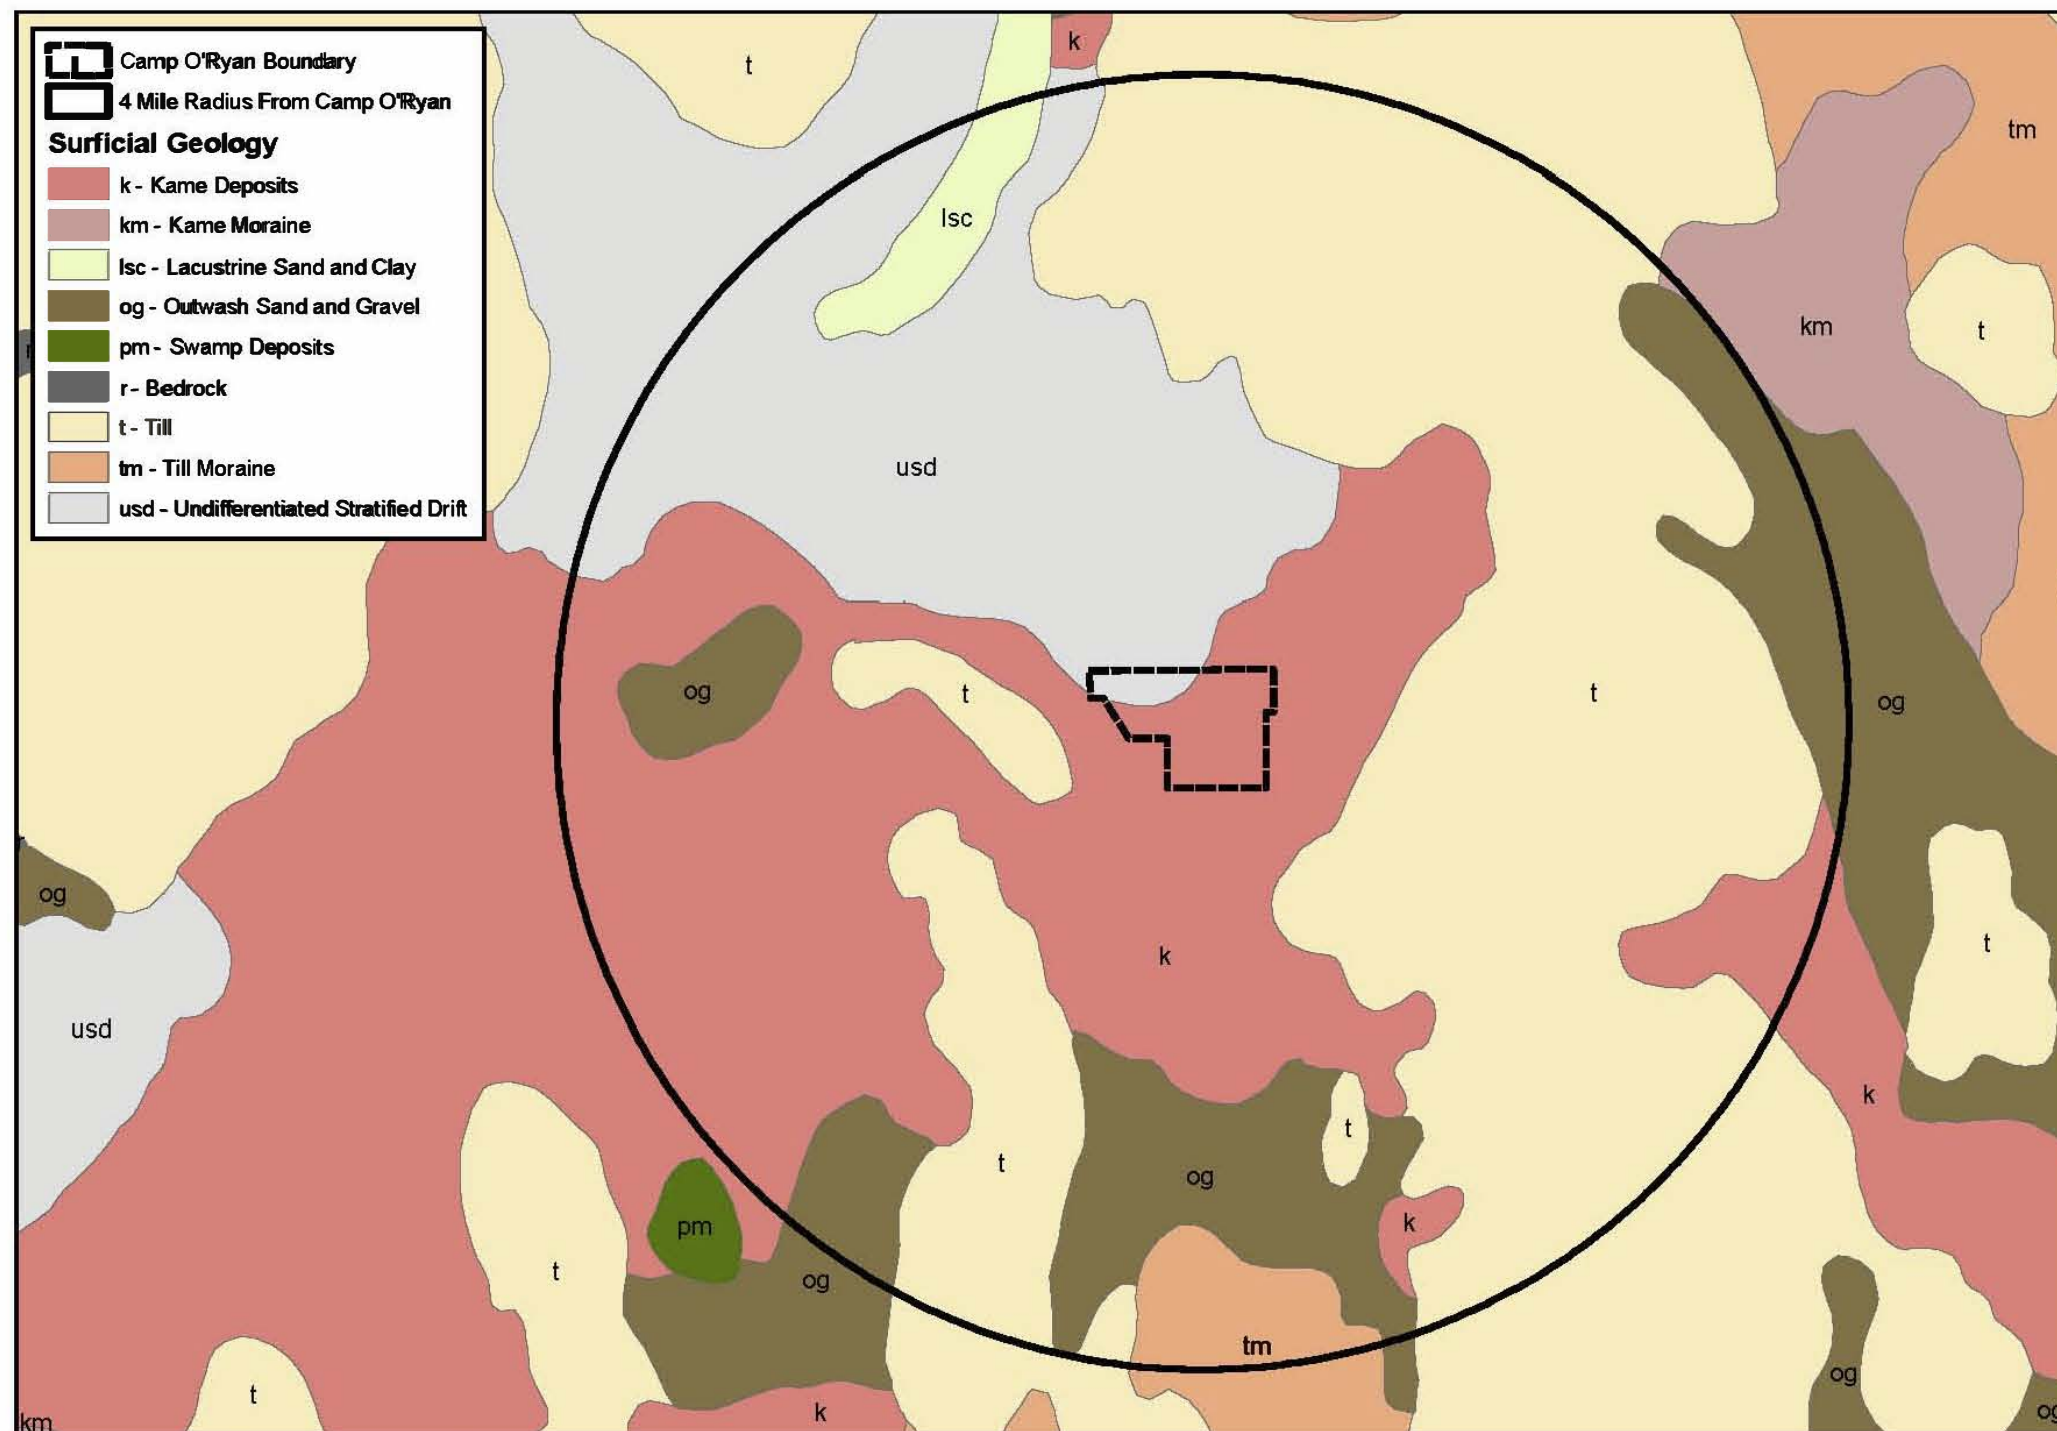 Camp O'Ryan Boundary
4 Mile Radius From Camp O'Ryan
Surficial Geology
k - Kame Deposits
km - Kame Moraine
lsc - Lacustrine Sand and Clay
og - Outwash Sand and Gravel
pm - Swamp Deposits
r - Bedrock
t - Till
tm - Till Moraine
usd - Undifferentiated Stratified Drift
k
t
tm
lsc
km
t
usd
og
t
t
og
og
t
k
usd
k
t
t
og
k
pm
t
og
tm
og
t
k
km